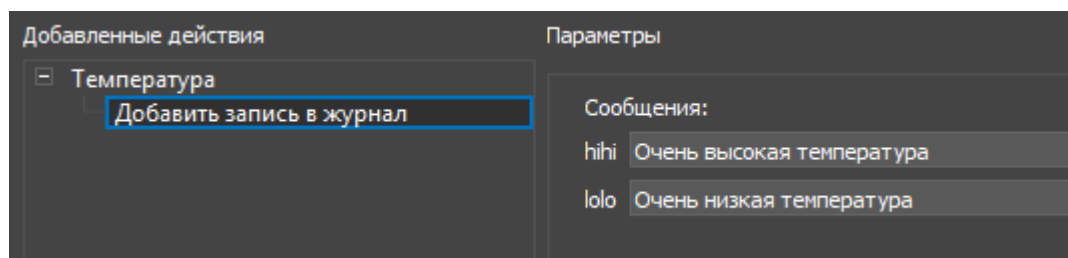 Добавленные действия
Параметры
Температура
Добавить запись в журнал
Сообщения:
hihi Очень высокая температура
lolo Очень низкая температура